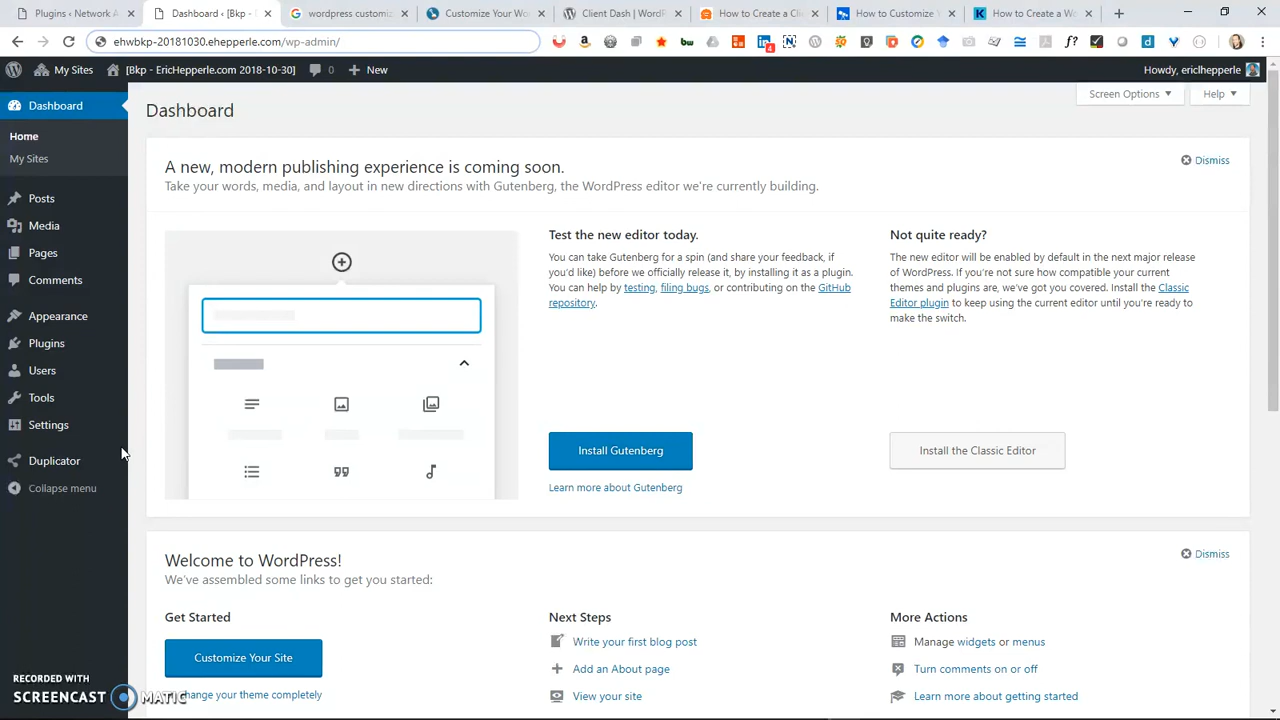 Plugins ‹ Network A
Dashboard ‹ [Bkp -
wordpress customiz
Customize Your Wo
Client Dash | WordP
How to Create a Cli
How to Customize
How to Create a Wo
ehwbkp-20181030.ehepperle.com/wp-admin/
My Sites
[Bkp - EricHepperle.com 2018-10-30]
0
New
Howdy, ericlhepperle
Dashboard
Home
My Sites
Posts
Media
Pages
Comments
Appearance
Plugins
Users
Tools
Settings
Duplicator
Collapse menu
Dashboard
Screen Options
Help
A new, modern publishing experience is coming soon.
Dismiss
Take your words, media, and layout in new directions with Gutenberg, the WordPress editor we're currently building.
Test the new editor today.
You can take Gutenberg for a spin (and share your feedback, if
you'd like) before we officially release it, by installing it as a plugin.
You can help by testing, filing bugs, or contributing on the GitHub
repository.
Install Gutenberg
Learn more about Gutenberg
Not quite ready?
The new editor will be enabled by default in the next major release
of WordPress. If you're not sure how compatible your current
themes and plugins are, we've got you covered. Install the Classic
Editor plugin to keep using the current editor until you're ready to
make the switch.
Install the Classic Editor
Welcome to WordPress!
Dismiss
We've assembled some links to get you started:
Get Started
Customize Your Site
change your theme completely
Next Steps
Write your first blog post
Add an About page
View your site
More Actions
Manage widgets or menus
Turn comments on or off
Learn more about getting started
RECORDED WITH
SCREENCAST MATIC